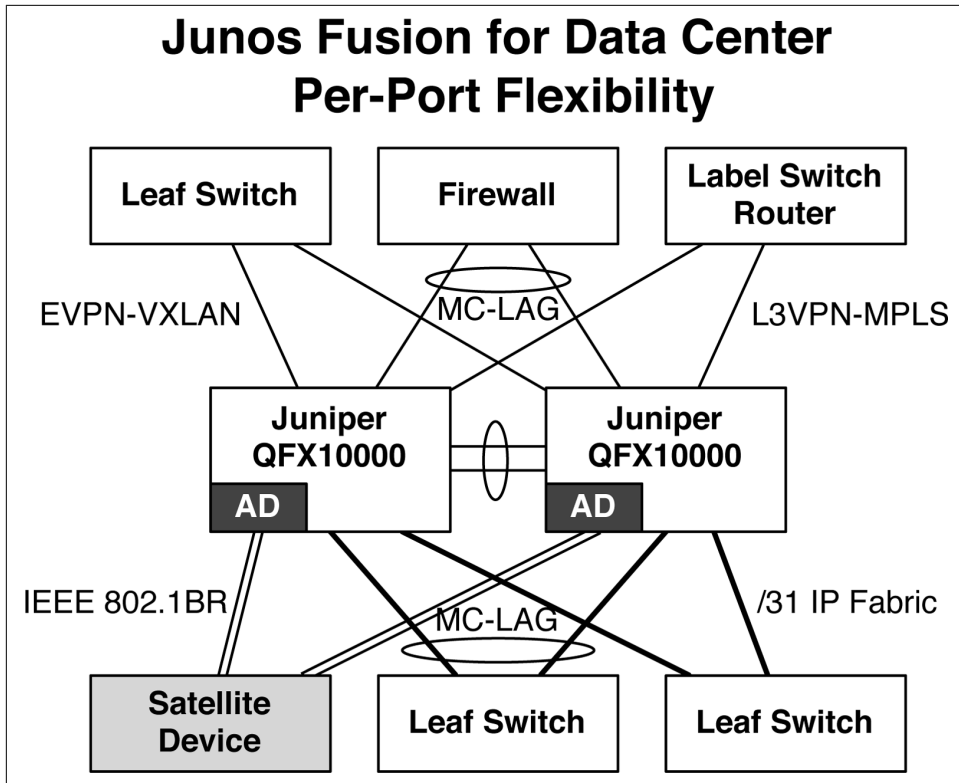 Junos Fusion for Data Center
Per-Port Flexibility
Leaf Switch
Firewall
Label Switch
Router
EVPN-VXLAN
MC-LAG
L3VPN-MPLS
Juniper
QFX10000
AD
Juniper
QFX10000
AD
IEEE 802.1BR
MC-LAG
/31 IP Fabric
Satellite
Device
Leaf Switch
Leaf Switch